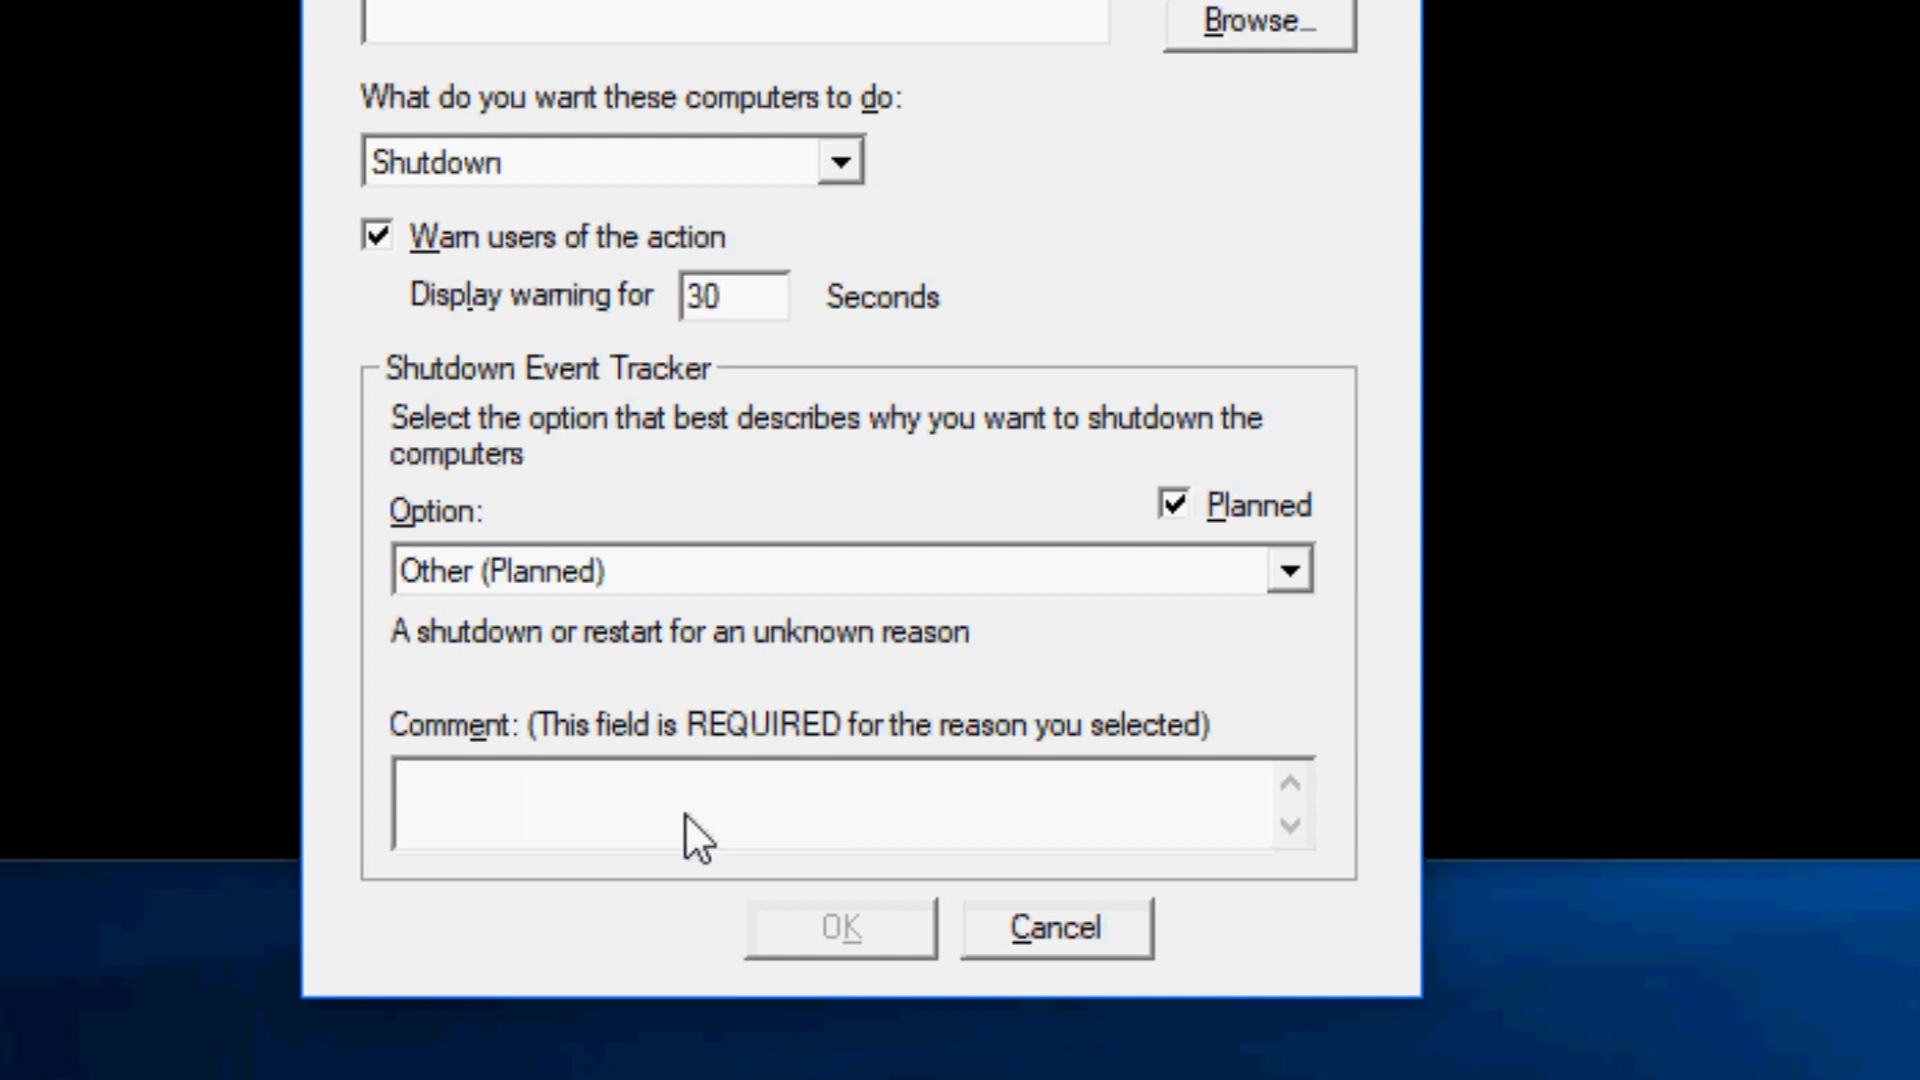 Browse...
What do you want these computers to do:
Shutdown
Warn users of the action
Display warning for 30 Seconds
Shutdown Event Tracker
Select the option that best describes why you want to shutdown the
computers
Option:
Planned
Other (Planned)
A shutdown or restart for an unknown reason
Comment: (This field is REQUIRED for the reason you selected)
OK Cancel